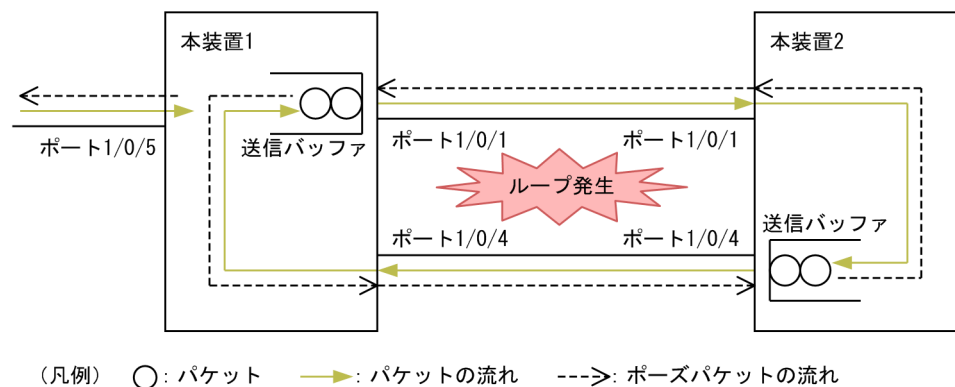 本装置1
本装置2
ポート1/0/5
送信バッファ
ポート1/0/1
ポート1/0/1
ループ発生
ポート1/0/4
ポート1/0/4
送信バッファ
(凡例) : パケット : パケットの流れ : ポーズパケットの流れ